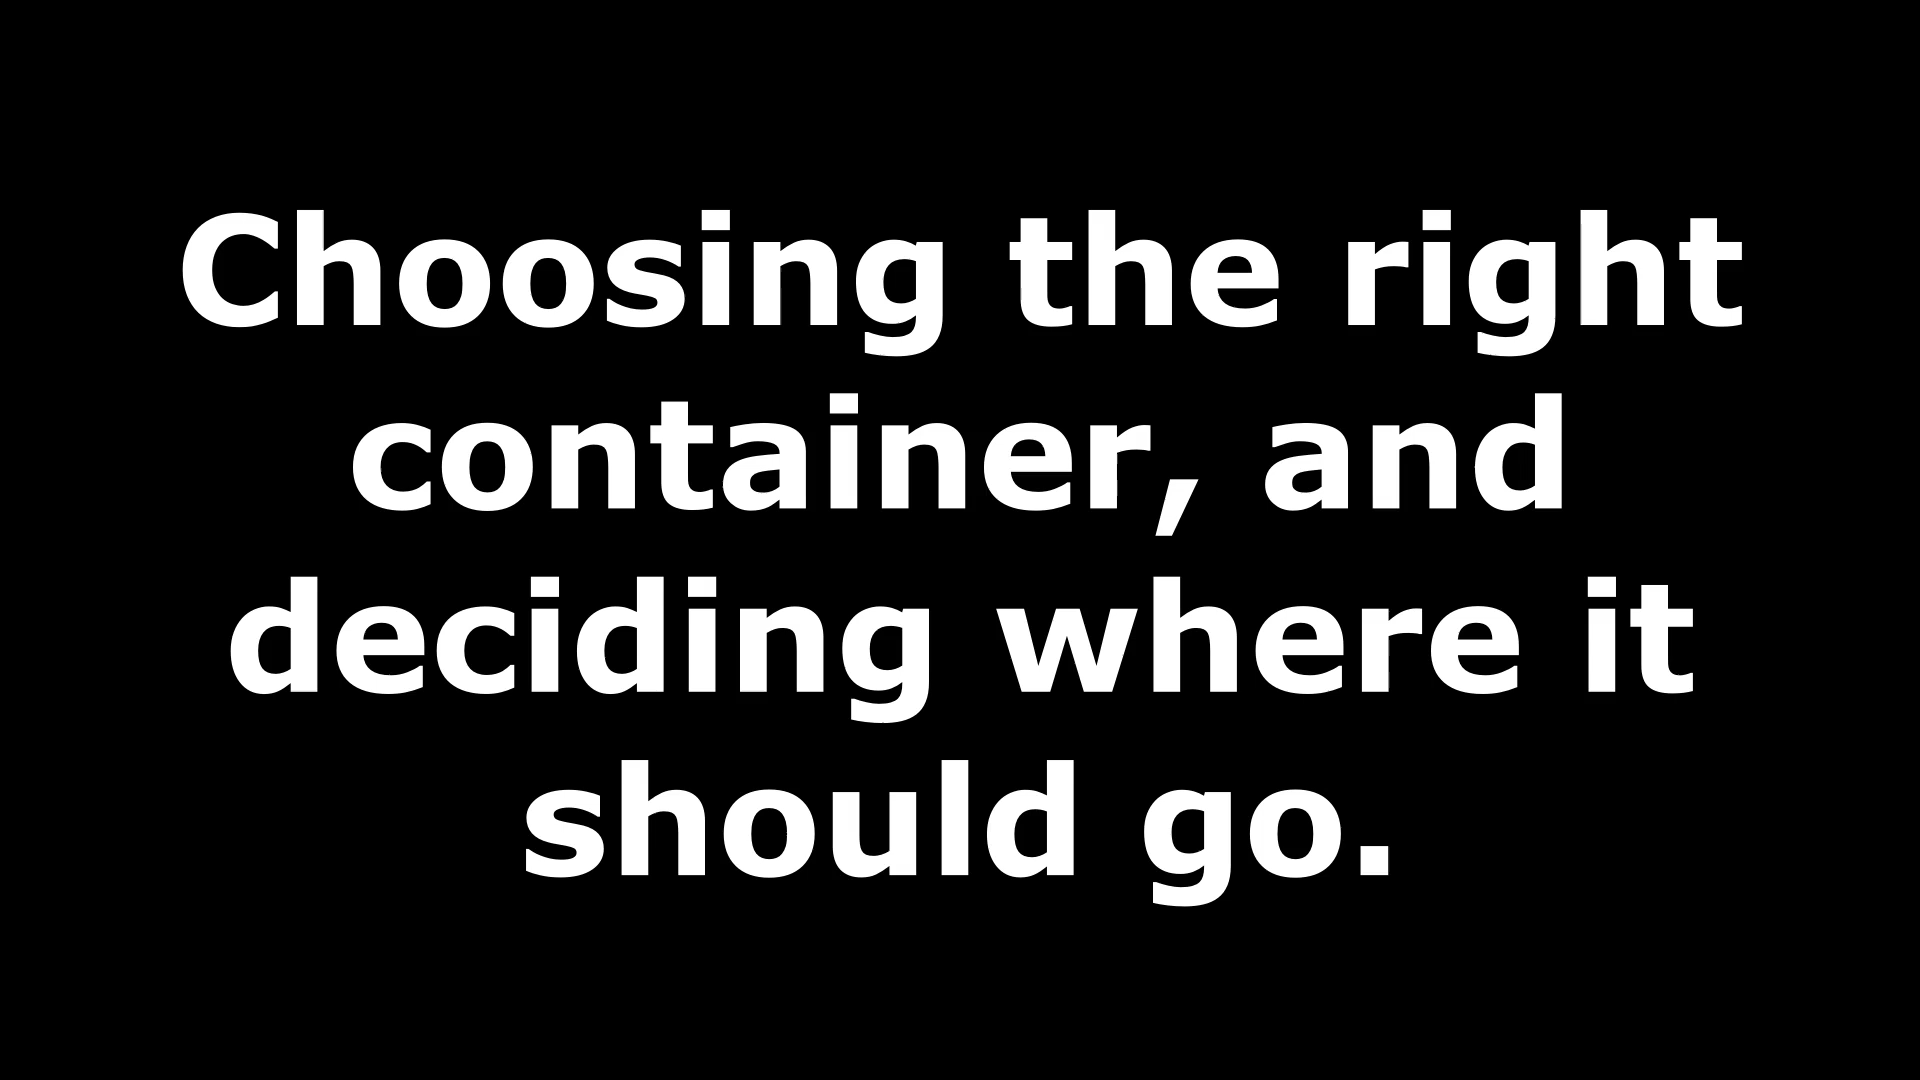 Choosing the right
container, and
deciding where it
should go.